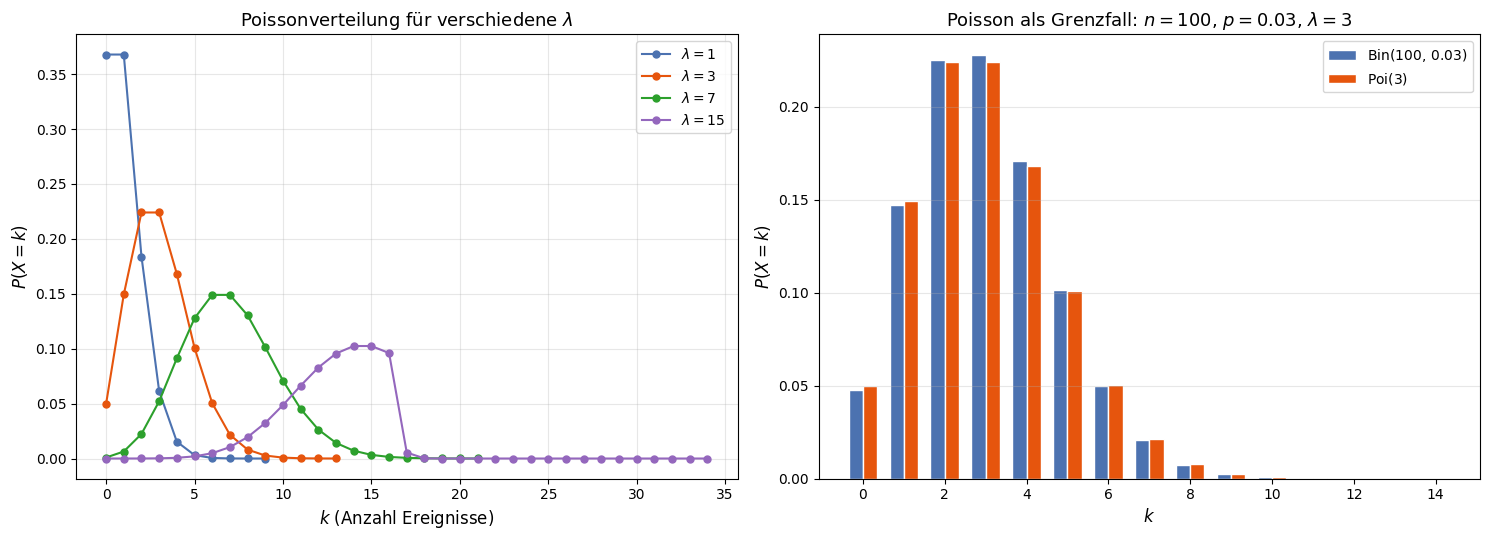 Poissonverteilung für verschiedene λ
λ = 1
λ = 3
λ = 7
λ = 15
P(X = k)
0.35
0.30
0.25
0.20
0.15
0.10
0.05
0.00
0 5 10 15 20 25 30 35
k (Anzahl Ereignisse)
Poisson als Grenzfall: n = 100, p = 0.03, λ = 3
Bin(100, 0.03)
Poi(3)
P(X = k)
0.20
0.15
0.10
0.05
0.00
0 2 4 6 8 10 12 14
k